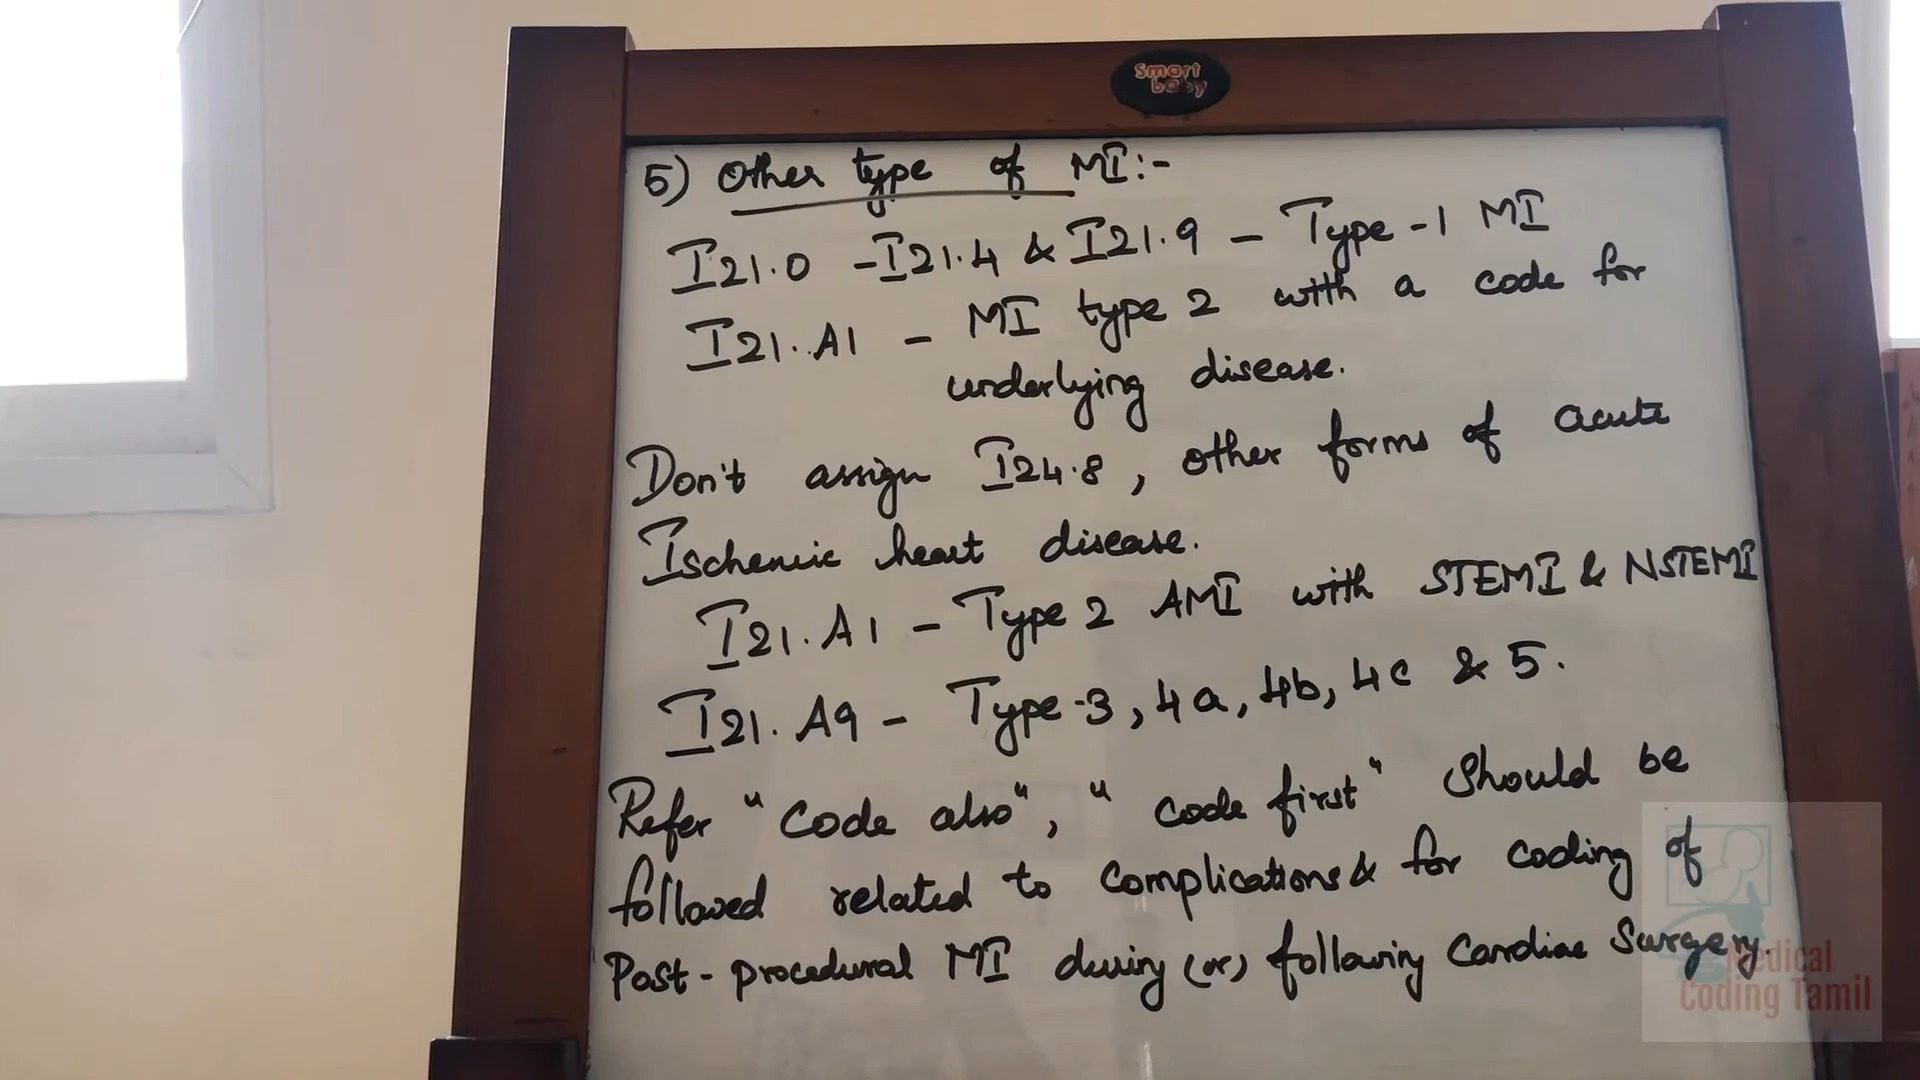 smart
baby
5) Other type of MI:-
I21.0 - I21.4 & I21.9 - Type-1 MI
I21.A1 - MI type 2 with a code for
underlying disease.
Don't assign I24.8, other forms of acute
Ischemic heart disease.
I21.A1 - Type 2 AMI with STEMI & NSTEMI
I21.A9 - Type-3, 4a, 4b, 4c & 5.
Refer "code also", "code first" should be
followed related to complications & for coding of
Post-procedural MI during (or) following Cardiac Surgery.
Medical
Coding Tamil